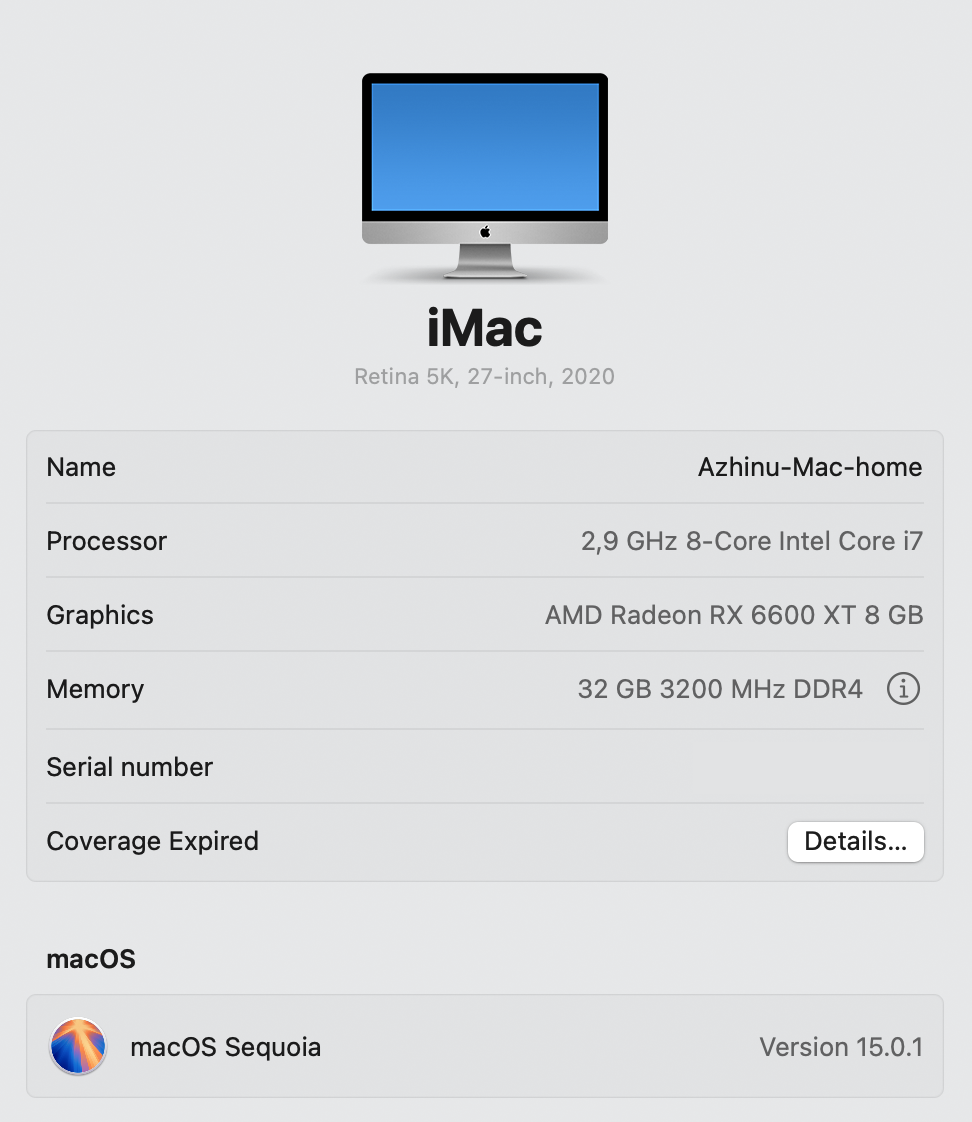 iMac
Retina 5K, 27-inch, 2020
Name Azhinu-Mac-home
Processor 2,9 GHz 8-Core Intel Core i7
Graphics AMD Radeon RX 6600 XT 8 GB
Memory 32 GB 3200 MHz DDR4
Serial number
Coverage Expired Details...
macOS
macOS Sequoia Version 15.0.1